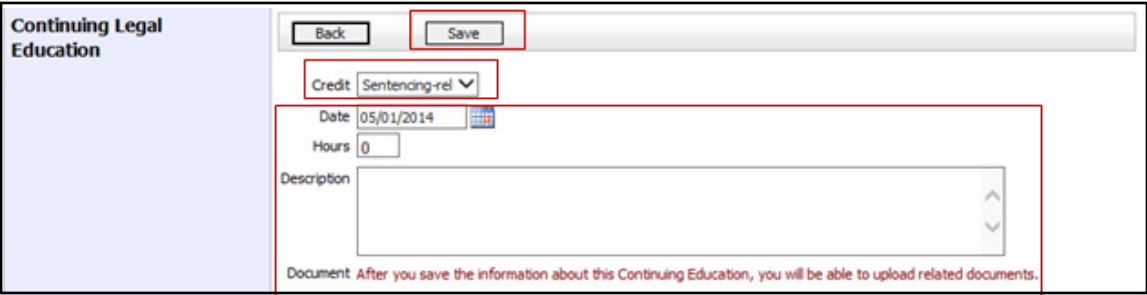 Continuing Legal
Education
Back Save
Credit Sentencing-rel
Date 05/01/2014
Hours 0
Description
Document After you save the information about this Continuing Education, you will be able to upload related documents.